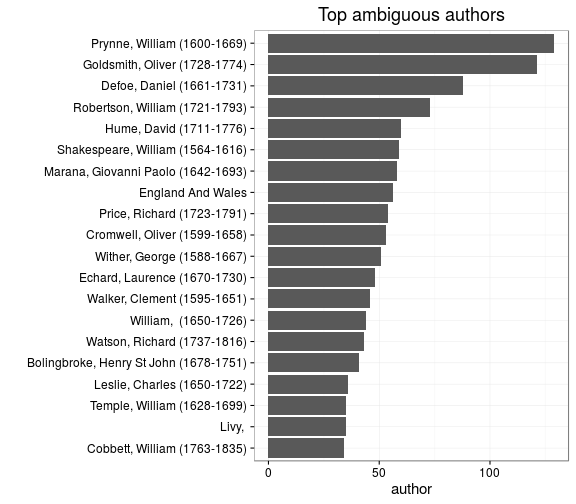 Top ambiguous authors
Prynne, William (1600-1669)
Goldsmith, Oliver (1728-1774)
Defoe, Daniel (1661-1731)
Robertson, William (1721-1793)
Hume, David (1711-1776)
Shakespeare, William (1564-1616)
Marana, Giovanni Paolo (1642-1693)
England And Wales
Price, Richard (1723-1791)
Cromwell, Oliver (1599-1658)
Wither, George (1588-1667)
Echard, Laurence (1670-1730)
Walker, Clement (1595-1651)
William,  (1650-1726)
Watson, Richard (1737-1816)
Bolingbroke, Henry St John (1678-1751)
Leslie, Charles (1650-1722)
Temple, William (1628-1699)
Livy,
Cobbett, William (1763-1835)
0 50 100
author